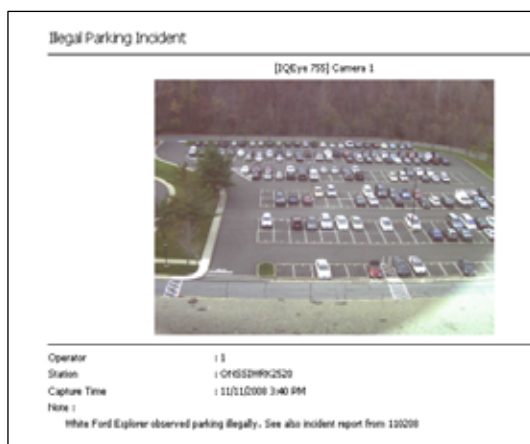 Illegal Parking Incident
[IQEye 755] Camera 1
Operator : 1
Station : ONSSIMRK2520
Capture Time : 11/11/2008 3:40 PM
Note :
White Ford Explorer observed parking illegally. See also incident report from 110208